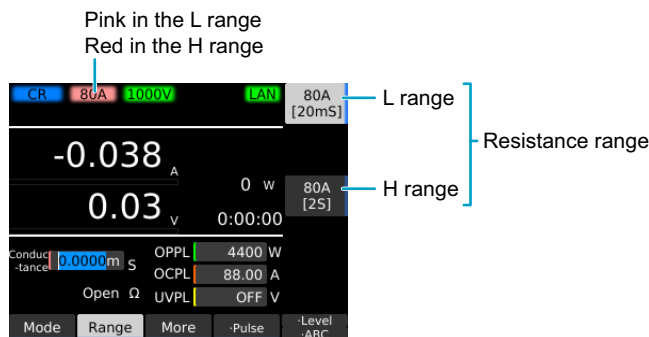 Pink in the L range
Red in the H range
CR 80A 1000V LAN
80A
[20mS]
L range
Resistance range
-0.038 A
0 W
80A
[2S]
H range
0.03 V
0:00:00
Conduc
-tance
0.0000m S
OPPL 4400 W
OCPL 88.00 A
Open Ω
UVPL OFF V
Mode Range More ·Pulse
·Level
·ABC